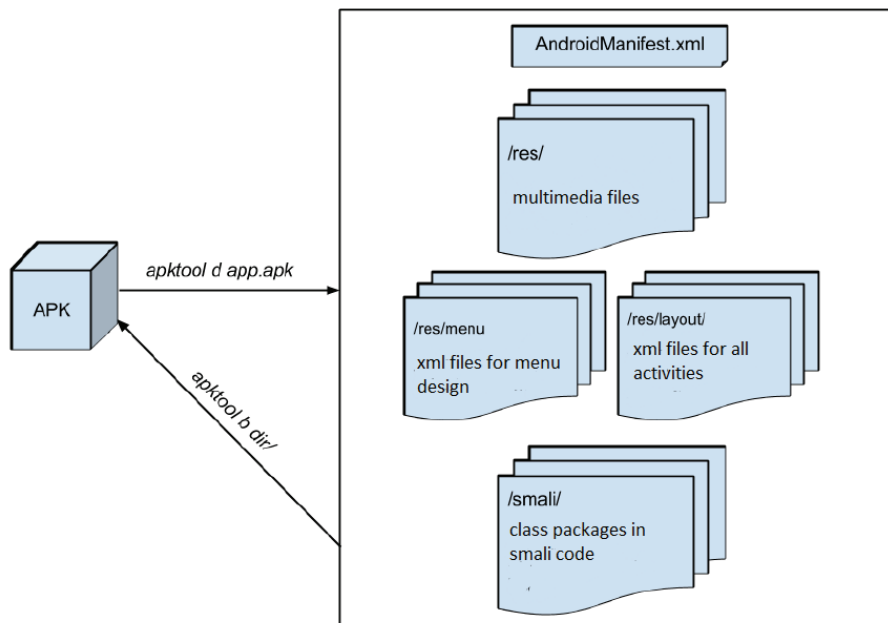 AndroidManifest.xml
/res/
multimedia files
apktool d app.apk
APK
/res/menu
xml files for menu
design
/res/layout/
xml files for all
activities
apktool b dir/
/smali/
class packages in
smali code